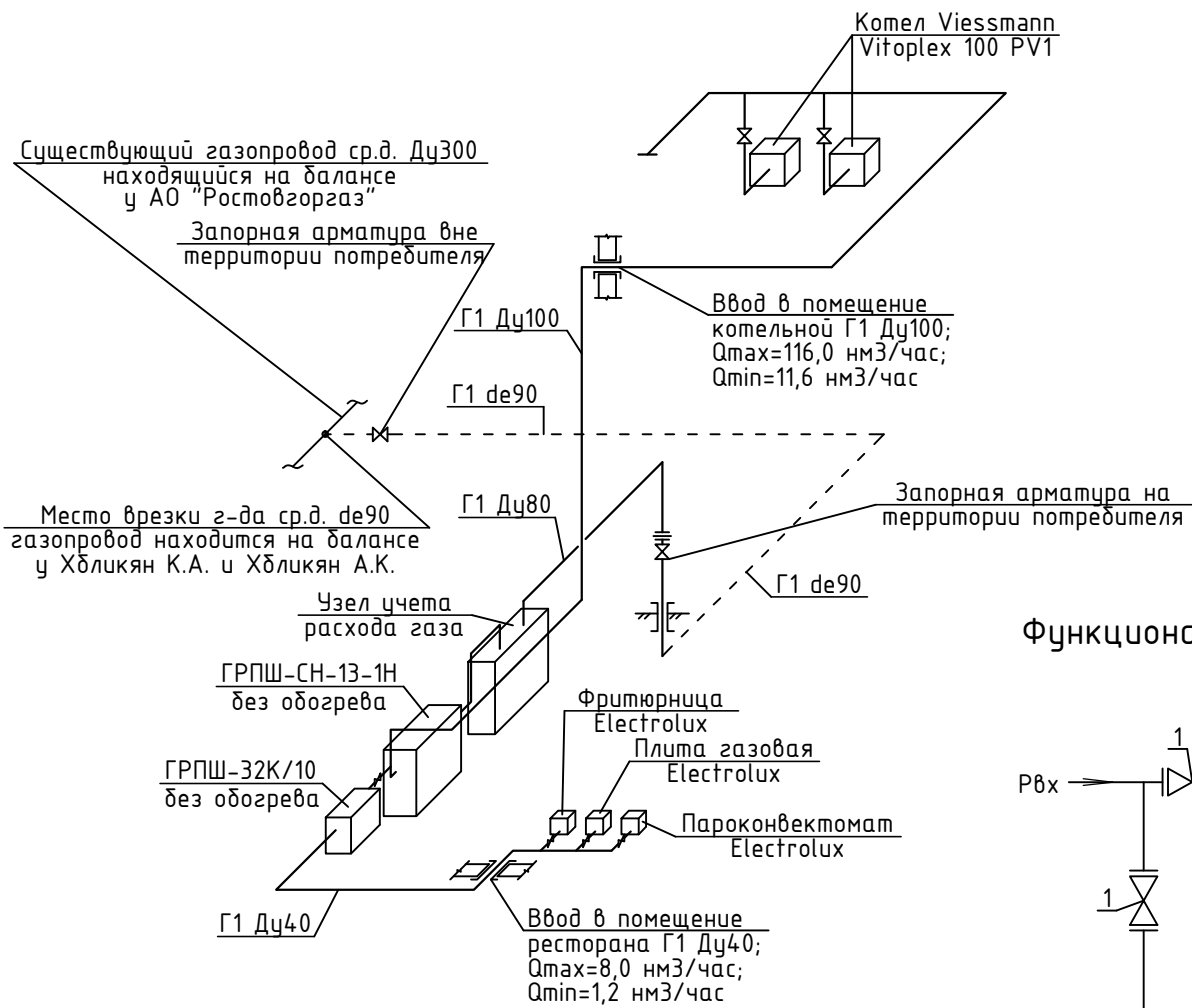 Котел Viessmann
Vitoplex 100 PV1
Существующий газопровод ср.д. Ду300
находящийся на балансе
у АО "Ростовгоргаз"
Запорная арматура вне
территории потребителя
Г1 Ду100
Ввод в помещение
котельной Г1 Ду100;
Qmax=116,0 нм3/час;
Qmin=11,6 нм3/час
Г1 de90
Место врезки г-да ср.д. de90
газопровод находится на балансе
у Хбликян К.А. и Хбликян А.К.
Г1 Ду80
Запорная арматура на
территории потребителя
Г1 de90
Узел учета
расхода газа
Функционо
ГРПШ-СН-13-1Н
без обогрева
Фритюрница
Electrolux
Плита газовая
Electrolux
1
Рвх
ГРПШ-32К/10
без обогрева
Пароконвектомат
Electrolux
1
Г1 Ду40
Ввод в помещение
ресторана Г1 Ду40;
Qmax=8,0 нм3/час;
Qmin=1,2 нм3/час